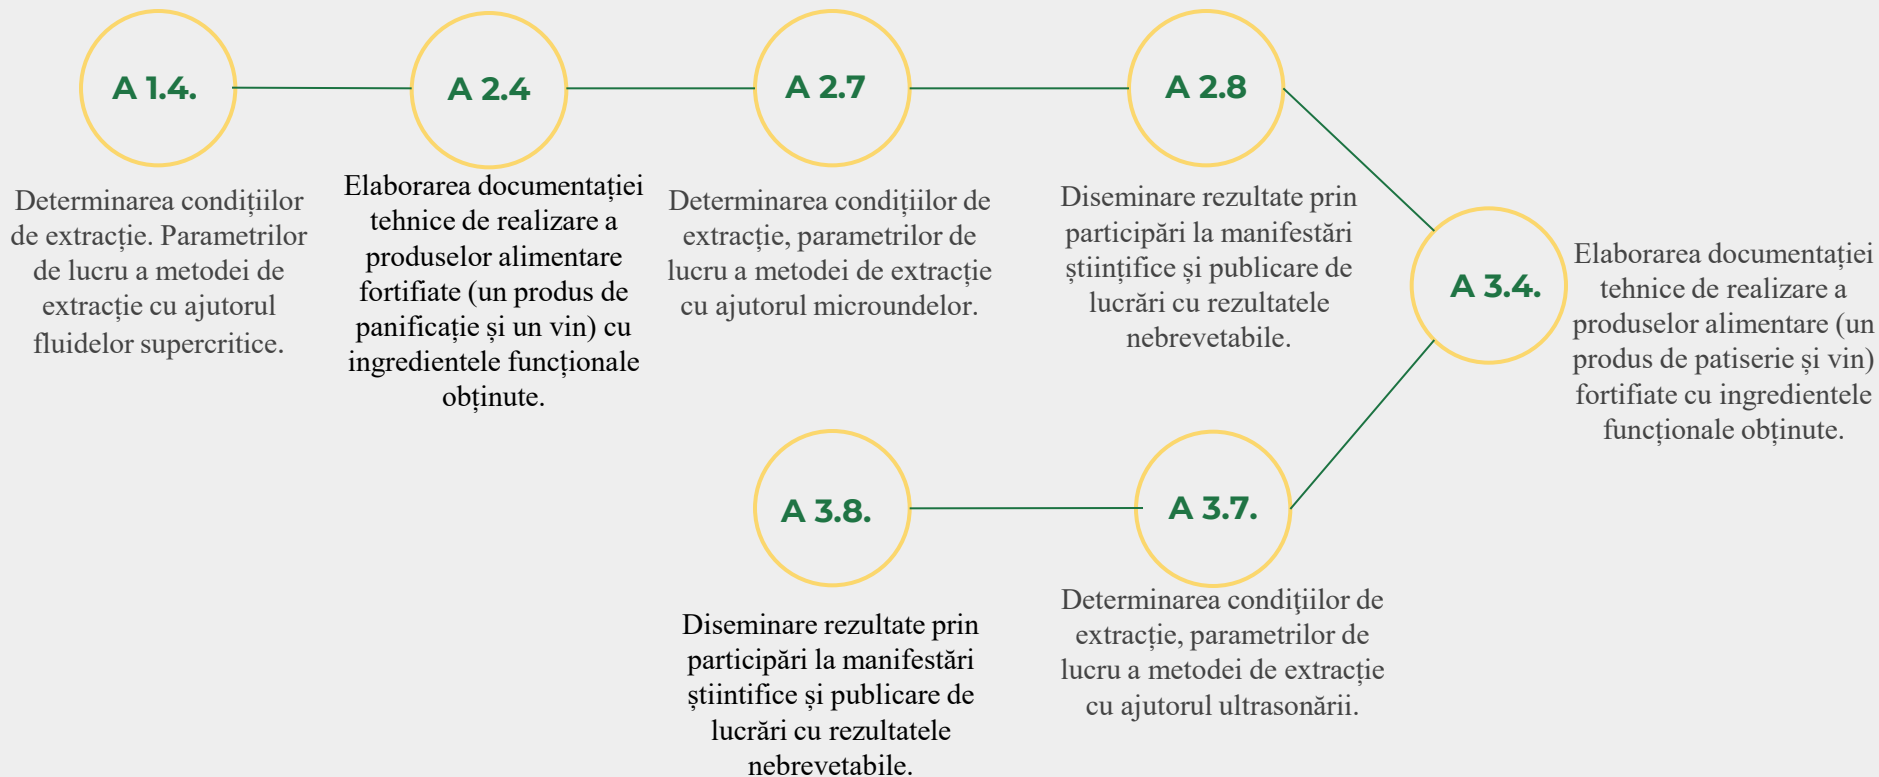 A 1.4.
Determinarea condițiilor
de extracție. Parametrilor
de lucru a metodei de
extracție cu ajutorul
fluidelor supercritice.
A 2.4
Elaborarea documentației
tehnice de realizare a
produselor alimentare
fortifiate (un produs de
panificație și un vin) cu
ingredientele funcționale
obținute.
A 2.7
Determinarea condițiilor de
extracție, parametrilor de
lucru a metodei de extracție
cu ajutorul microundelor.
A 2.8
Diseminare rezultate prin
participări la manifestări
științifice și publicare de
lucrări cu rezultatele
nebrevetabile.
A 3.4.
Elaborarea documentației
tehnice de realizare a
produselor alimentare (un
produs de patiserie și vin)
fortifiate cu ingredientele
funcționale obținute.
A 3.7.
Determinarea condiţiilor de
extracție, parametrilor de
lucru a metodei de extracție
cu ajutorul ultrasonării.
A 3.8.
Diseminare rezultate prin
participări la manifestări
știintifice și publicare de
lucrări cu rezultatele
nebrevetabile.